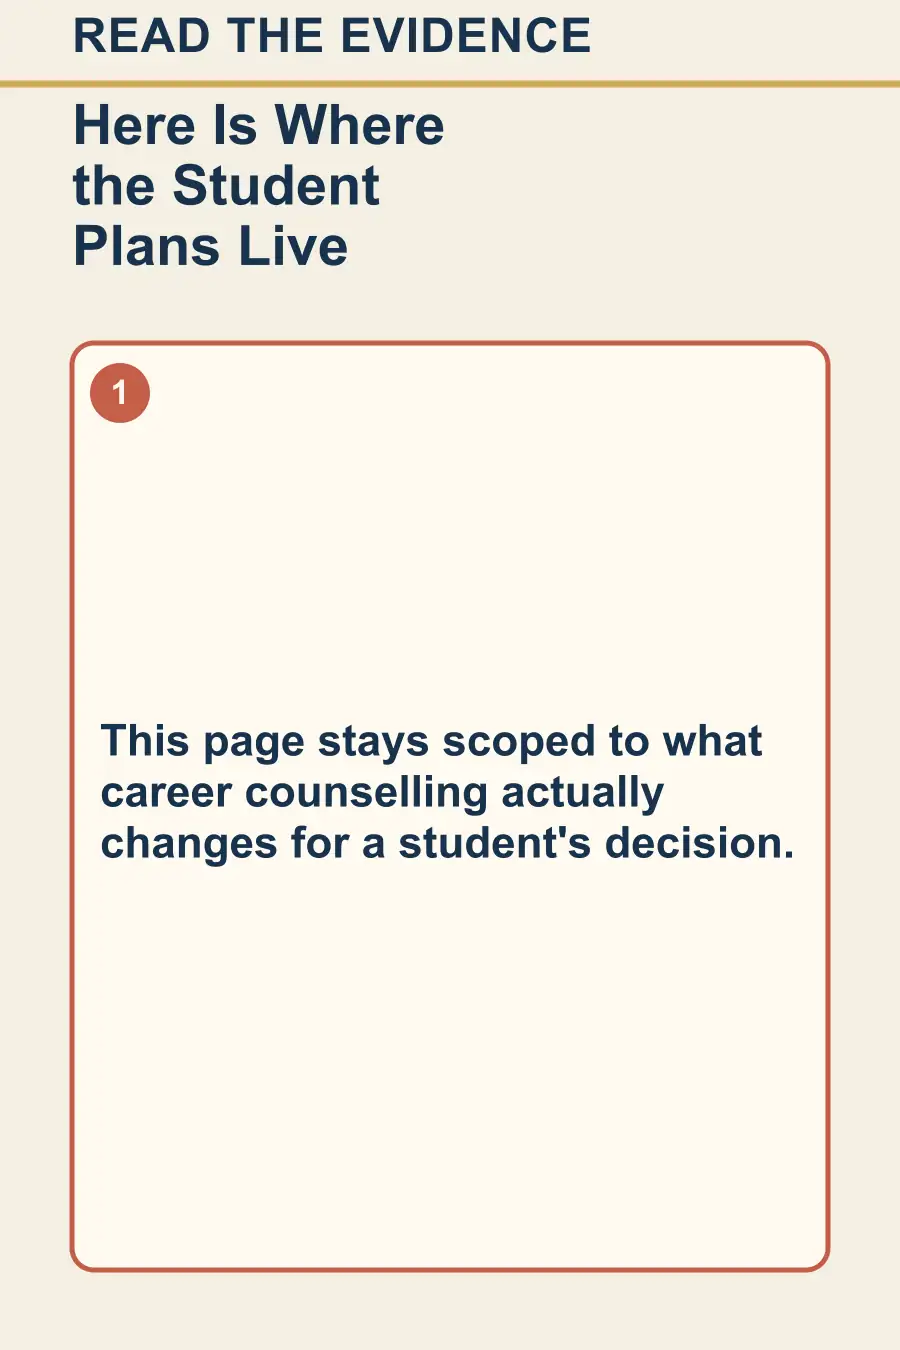 READ THE EVIDENCE
Here Is Where
the Student
Plans Live
1
This page stays scoped to what
career counselling actually
changes for a student's decision.